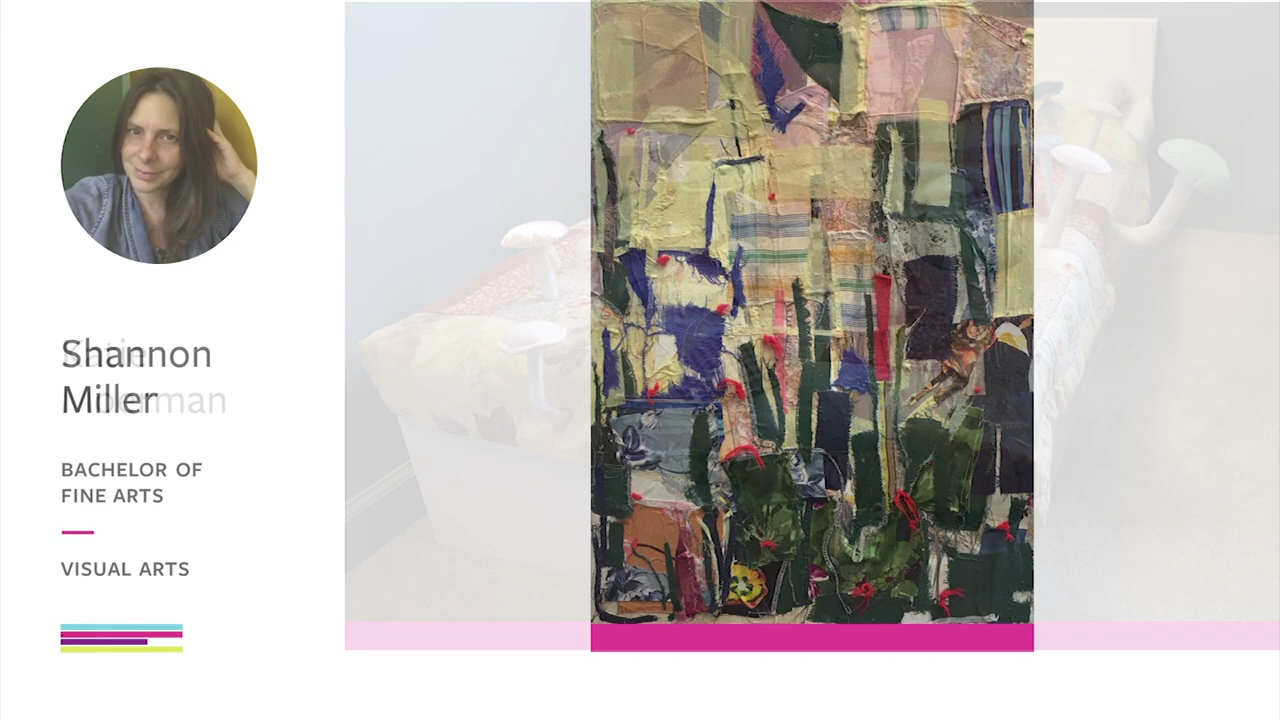 Shannon
Miller
BACHELOR OF
FINE ARTS
VISUAL ARTS